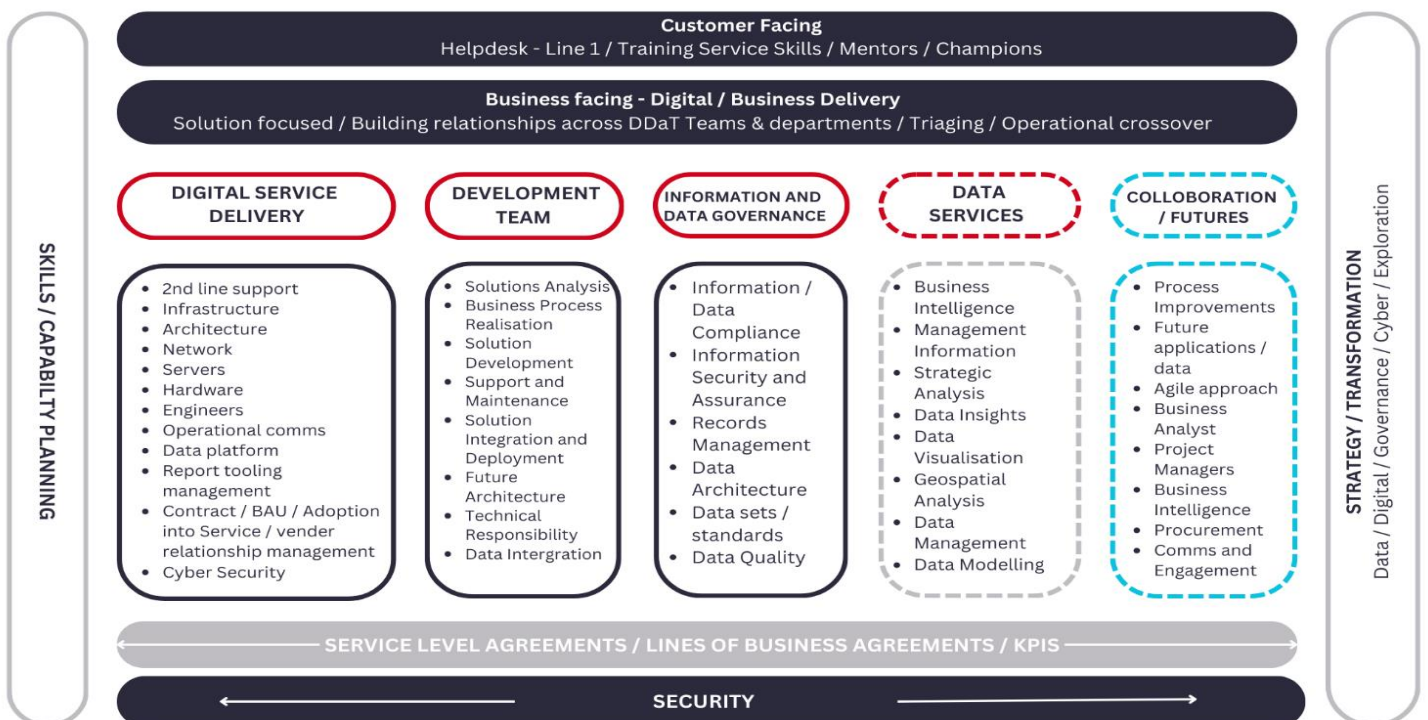 Customer Facing
Helpdesk - Line 1 / Training Service Skills / Mentors / Champions
Business facing - Digital / Business Delivery
Solution focused / Building relationships across DDaT Teams & departments / Triaging / Operational crossover
SKILLS / CAPABILTY PLANNING
DIGITAL SERVICE
DELIVERY
• 2nd line support
• Infrastructure
• Architecture
• Network
• Servers
• Hardware
• Engineers
• Operational comms
• Data platform
• Report tooling
management
• Contract / BAU / Adoption
into Service / vender
relationship management
• Cyber Security
DEVELOPMENT
TEAM
• Solutions Analysis
• Business Process
Realisation
• Solution
Development
• Support and
Maintenance
• Solution
Integration and
Deployment
• Future
Architecture
• Technical
Responsibility
• Data Intergration
INFORMATION AND
DATA GOVERNANCE
• Information /
Data
Compliance
• Information
Security and
Assurance
• Records
Management
• Data
Architecture
• Data sets /
standards
• Data Quality
DATA
SERVICES
• Business
Intelligence
• Management
Information
• Strategic
Analysis
• Data Insights
• Data
Visualisation
• Geospatial
Analysis
• Data
Management
• Data Modelling
COLLOBORATION
/ FUTURES
• Process
Improvements
• Future
applications /
data
• Agile approach
• Business
Analyst
• Project
Managers
• Business
Intelligence
• Procurement
• Comms and
Engagement
STRATEGY / TRANSFORMATION
Data / Digital / Governance / Cyber / Exploration
SERVICE LEVEL AGREEMENTS / LINES OF BUSINESS AGREEMENTS / KPIS
SECURITY